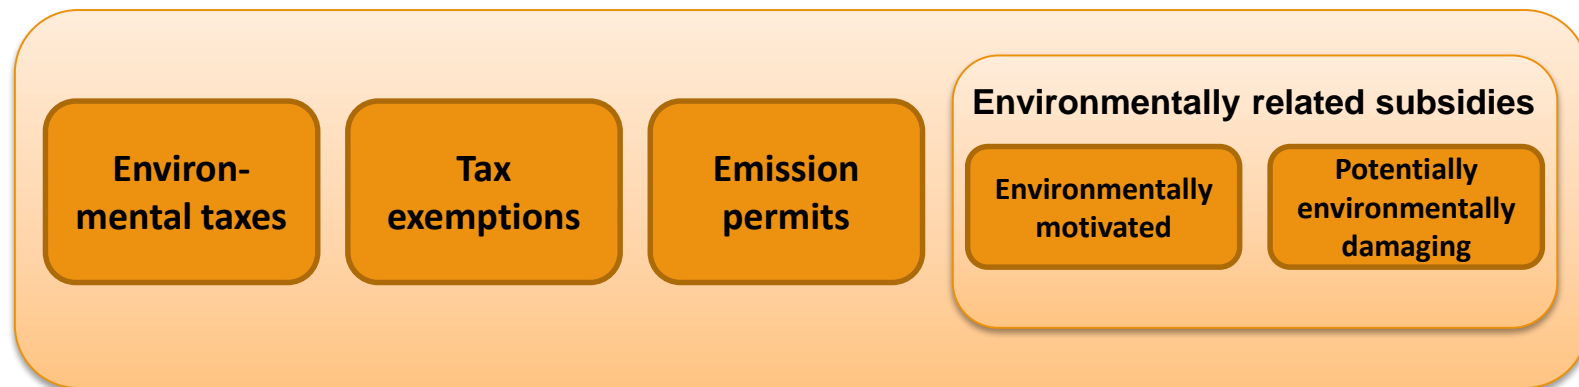 Environ-
mental taxes
Tax
exemptions
Emission
permits
Environmentally related subsidies
Environmentally
motivated
Potentially
environmentally
damaging